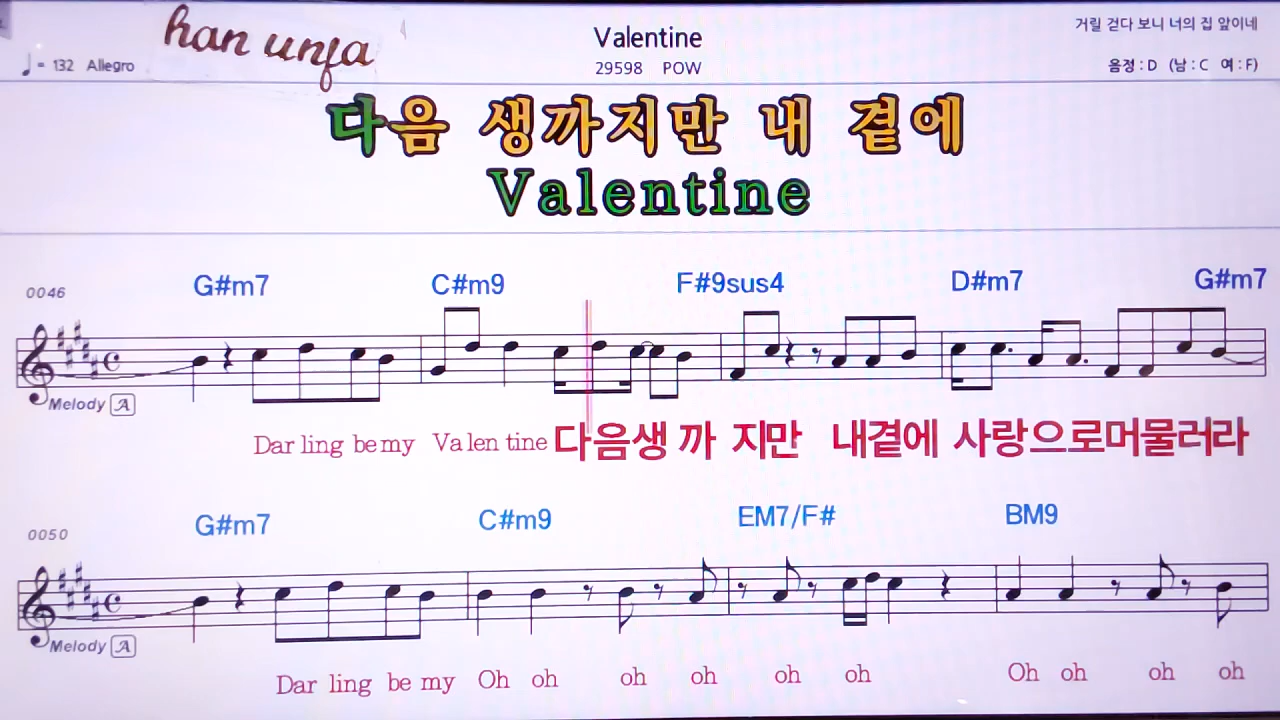 han unja
Valentine
거릴 걷다 보니 너의 집 앞이네
♩= 132 Allegro
29598 POW
음정 : D (남 : C 여 : F)
다음 생까지만 내 곁에
Valentine
0046
G#m7 C#m9 F#9sus4 D#m7 G#m7
Melody A
Dar ling be my Va len tine 다음생 까 지만 내곁에 사랑으로머물러라
0050
G#m7 C#m9 EM7/F# BM9
Melody A
Dar ling be my Oh oh oh oh oh oh Oh oh oh oh